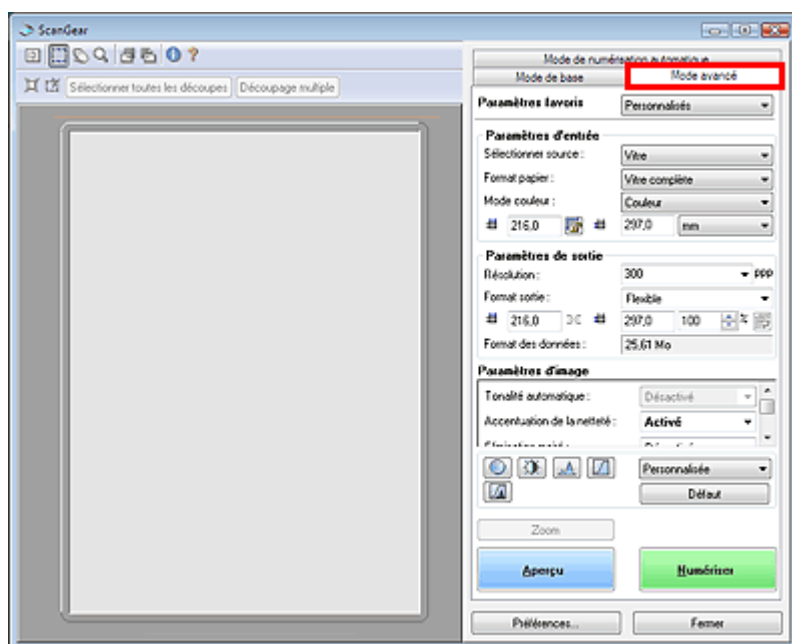 ScanGear
Sélectionner toutes les découpes Découpage multiple
Mode de numérisation automatique
Mode de base Mode avancé
Paramètres favoris Personnalisés
Paramètres d'entrée
Sélectionner source : Vitre
Format papier : Vitre complète
Mode couleur : Couleur
216,0 297,0 mm
Paramètres de sortie
Résolution : 300 ppp
Format sortie : Flexible
216,0 297,0 100 %
Format des données : 25,61 Mo
Paramètres d'image
Tonalité automatique : Désactivé
Accentuation de la netteté : Activé
Personnalisée
Défaut
Zoom
Aperçu Numériser
Préférences... Fermer